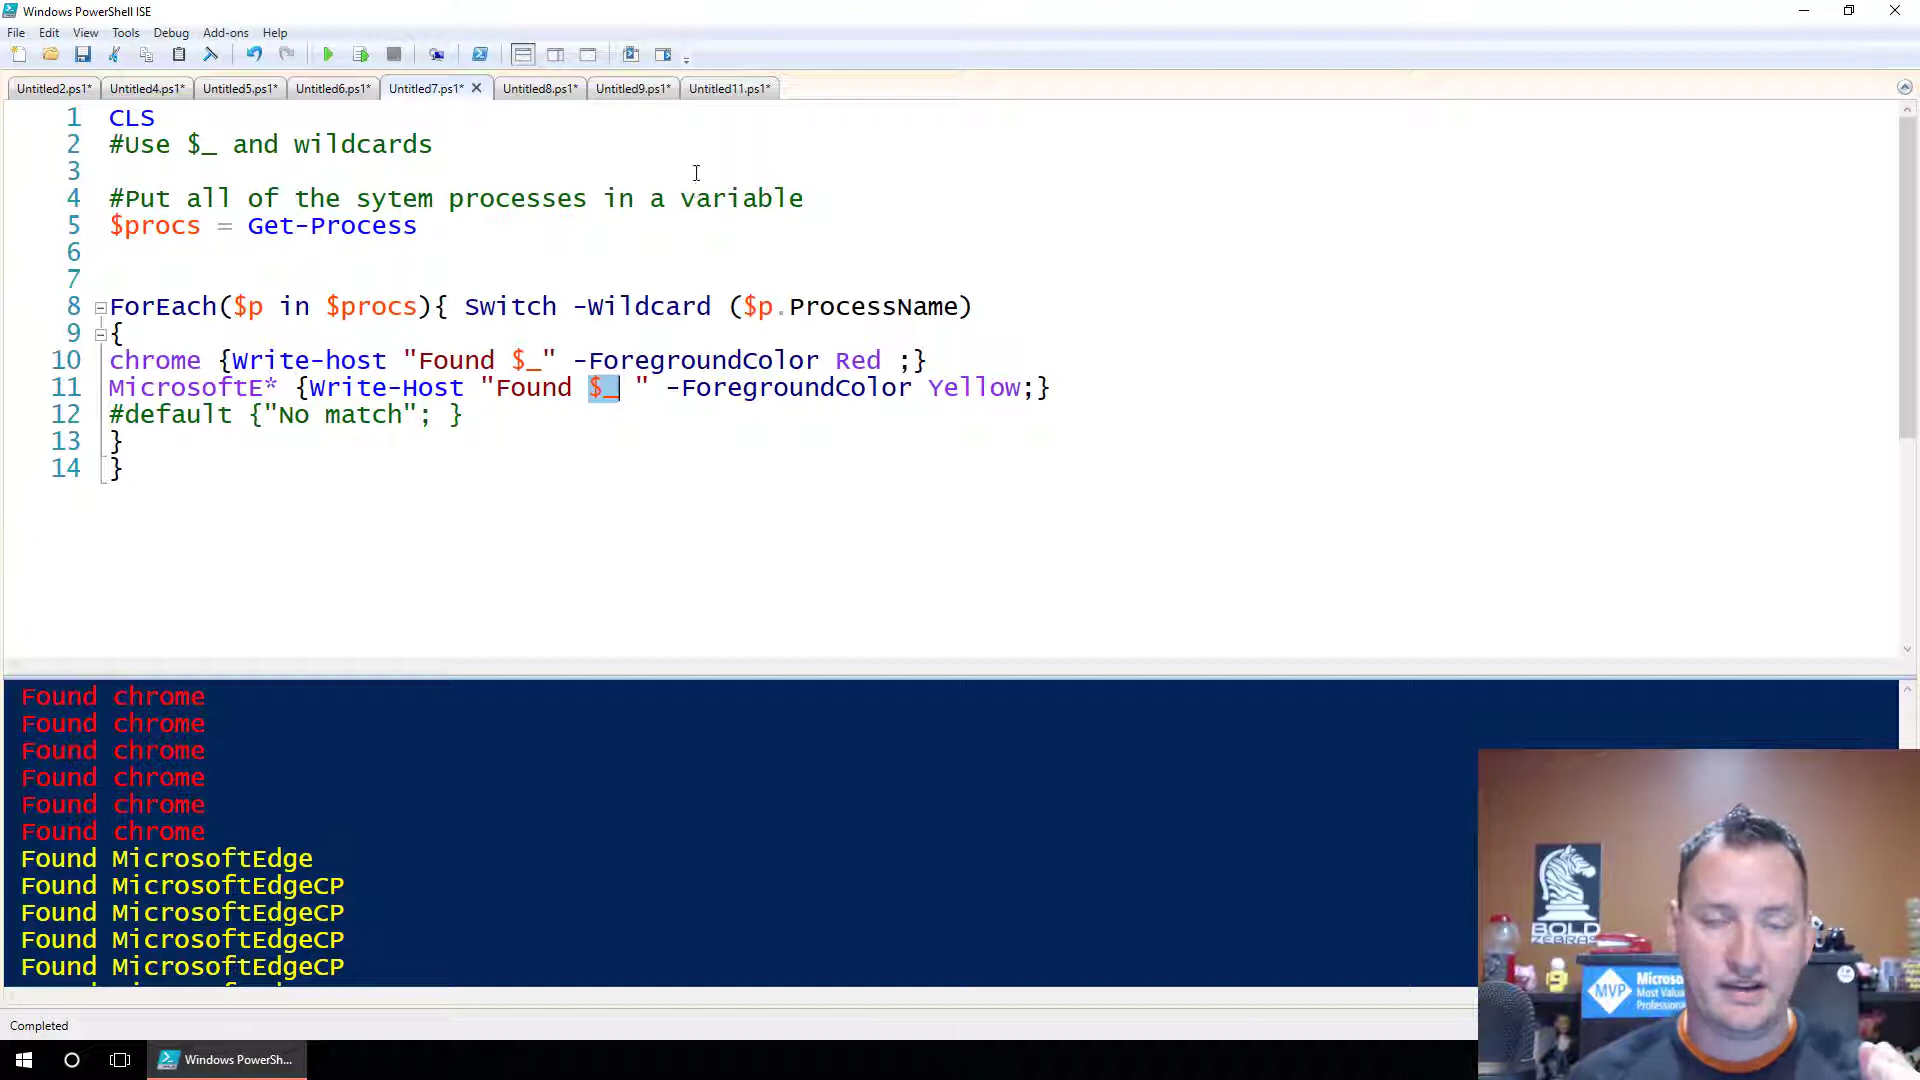 Windows PowerShell ISE
File Edit View Tools Debug Add-ons Help
Untitled2.ps1* Untitled4.ps1* Untitled5.ps1* Untitled6.ps1* Untitled7.ps1* Untitled8.ps1* Untitled9.ps1* Untitled11.ps1*
1 CLS
2 #Use $_ and wildcards
3
4 #Put all of the sytem processes in a variable
5 $procs = Get-Process
6
7
8 ForEach($p in $procs){ Switch -Wildcard ($p.ProcessName)
9 {
10 chrome {Write-host "Found $_" -ForegroundColor Red ;}
11 MicrosoftE* {Write-Host "Found $_ " -ForegroundColor Yellow;}
12 #default {"No match"; }
13 }
14 }
Found chrome
Found chrome
Found chrome
Found chrome
Found chrome
Found chrome
Found MicrosoftEdge
Found MicrosoftEdgeCP
Found MicrosoftEdgeCP
Found MicrosoftEdgeCP
Found MicrosoftEdgeCP
BOLD
ZEBRAS
MVP
Completed
Windows PowerSh...